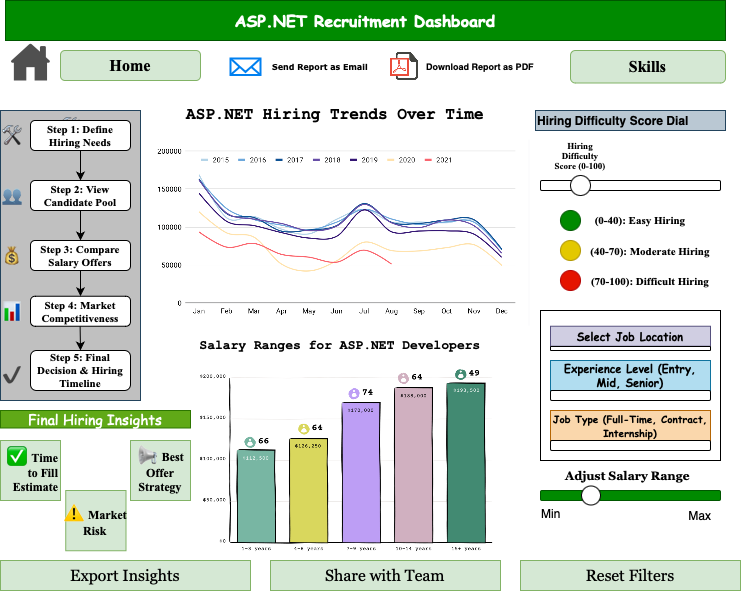 ASP.NET Recruitment Dashboard
Home
Send Report as Email
Download Report as PDF
Skills
Step 1: Define
Hiring Needs
Step 2: View
Candidate Pool
Step 3: Compare
Salary Offers
Step 4: Market
Competitiveness
Step 5: Final
Decision & Hiring
Timeline
Final Hiring Insights
Time
to Fill
Estimate
Best
Offer
Strategy
Market
Risk
ASP.NET Hiring Trends Over Time
2015 2016 2017 2018 2019 2020 2021
200000
150000
100000
50000
0
Jan Feb Mar Apr May Jun Jul Aug Sep Oct Nov Dec
Salary Ranges for ASP.NET Developers
¤200,000
¤150,000
¤100,000
¤50,000
¤0
66
64
74
64
49
¤112,500
¤126,250
¤170,000
¤193,500
1-3 years
4-6 years
7-9 years
10-14 years
15+ years
Hiring Difficulty Score Dial
Hiring
Difficulty
Score (0-100)
(0-40): Easy Hiring
(40-70): Moderate Hiring
(70-100): Difficult Hiring
Select Job Location
Experience Level (Entry,
Mid, Senior)
Job Type (Full-Time, Contract,
Internship)
Adjust Salary Range
Min
Max
Export Insights
Share with Team
Reset Filters